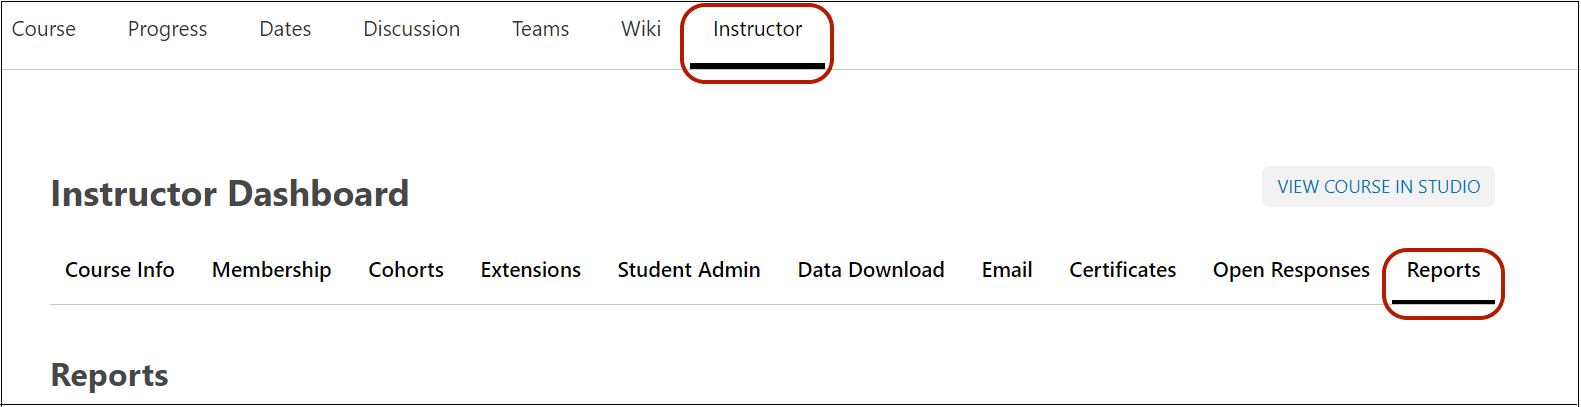 Course Progress Dates Discussion Teams Wiki Instructor
Instructor Dashboard
VIEW COURSE IN STUDIO
Course Info Membership Cohorts Extensions Student Admin Data Download Email Certificates Open Responses Reports
Reports